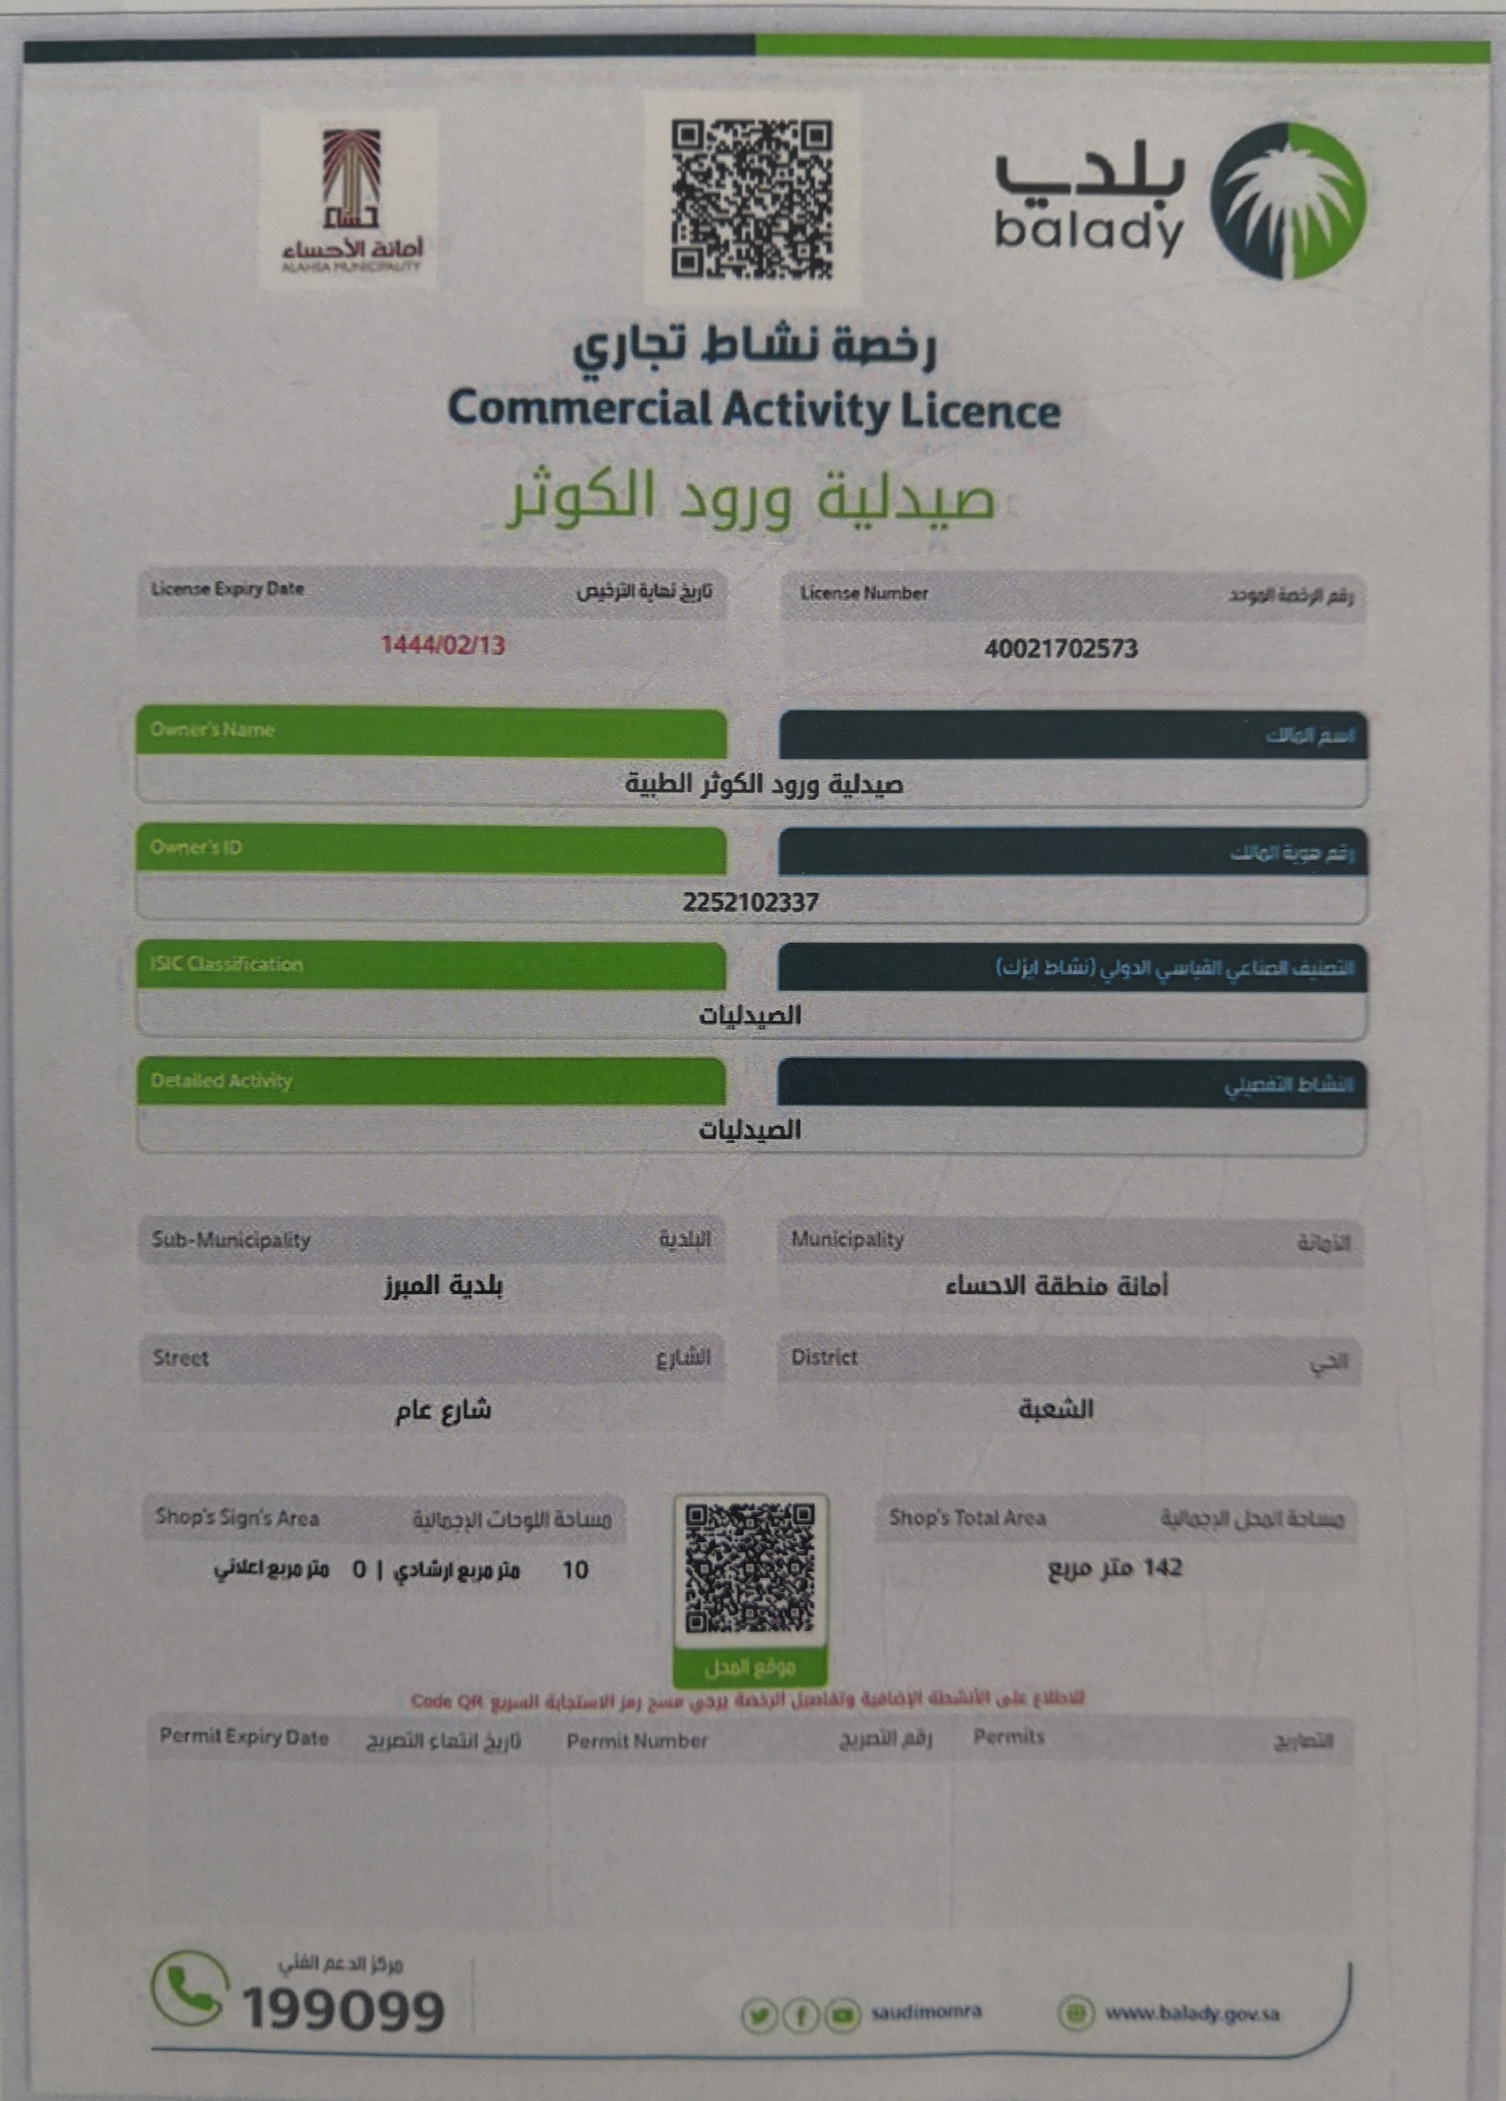 بلدي
balady
حساء
أمانة الأحساء
ALAHSA MUNICIPALITY
رخصة نشاط تجاري
Commercial Activity Licence
صيدلية ورود الكوثر
رقم الرخصة الموحد License Number
40021702573
تاريخ نهاية الترخيص License Expiry Date
1444/02/13
اسم المالك Owner's Name
صيدلية ورود الكوثر الطبية
رقم هوية المالك Owner's ID
2252102337
التصنيف الصناعي القياسي الدولي (نشاط ايزك) ISIC Classification
الصيدليات
النشاط التفصيلي Detailed Activity
الصيدليات
الأمانة Municipality
أمانة منطقة الاحساء
البلدية Sub-Municipality
بلدية المبرز
الحي District
الشعبة
الشارع Street
شارع عام
مساحة المحل الإجمالية Shop's Total Area
142 متر مربع
مساحة اللوحات الإجمالية Shop's Sign's Area
10 متر مربع ارشادي | 0 متر مربع اعلاني
موقع المحل
للاطلاع على الأنشطة الإضافية وتفاصيل الرخصة يرجى مسح رمز الاستجابة السريع Code QR
التصاريح Permits رقم التصريح Permit Number تاريخ انتهاء التصريح Permit Expiry Date
مركز الدعم الفني
199099
saudimomra
www.balady.gov.sa